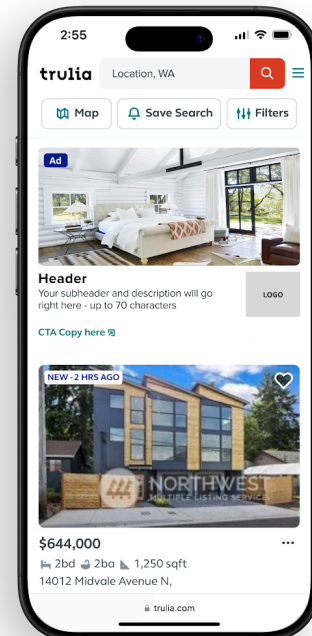 2:55
trulia
Location, WA
Map
Save Search
Filters
Ad
Header
Your subheader and description will go
right here - up to 70 characters
LOGO
CTA Copy here
NEW - 2 HRS AGO
NORTHWEST
MULTIPLE LISTING SERVICE
$644,000
2bd 2ba 1,250 sqft
14012 Midvale Avenue N,
trulia.com